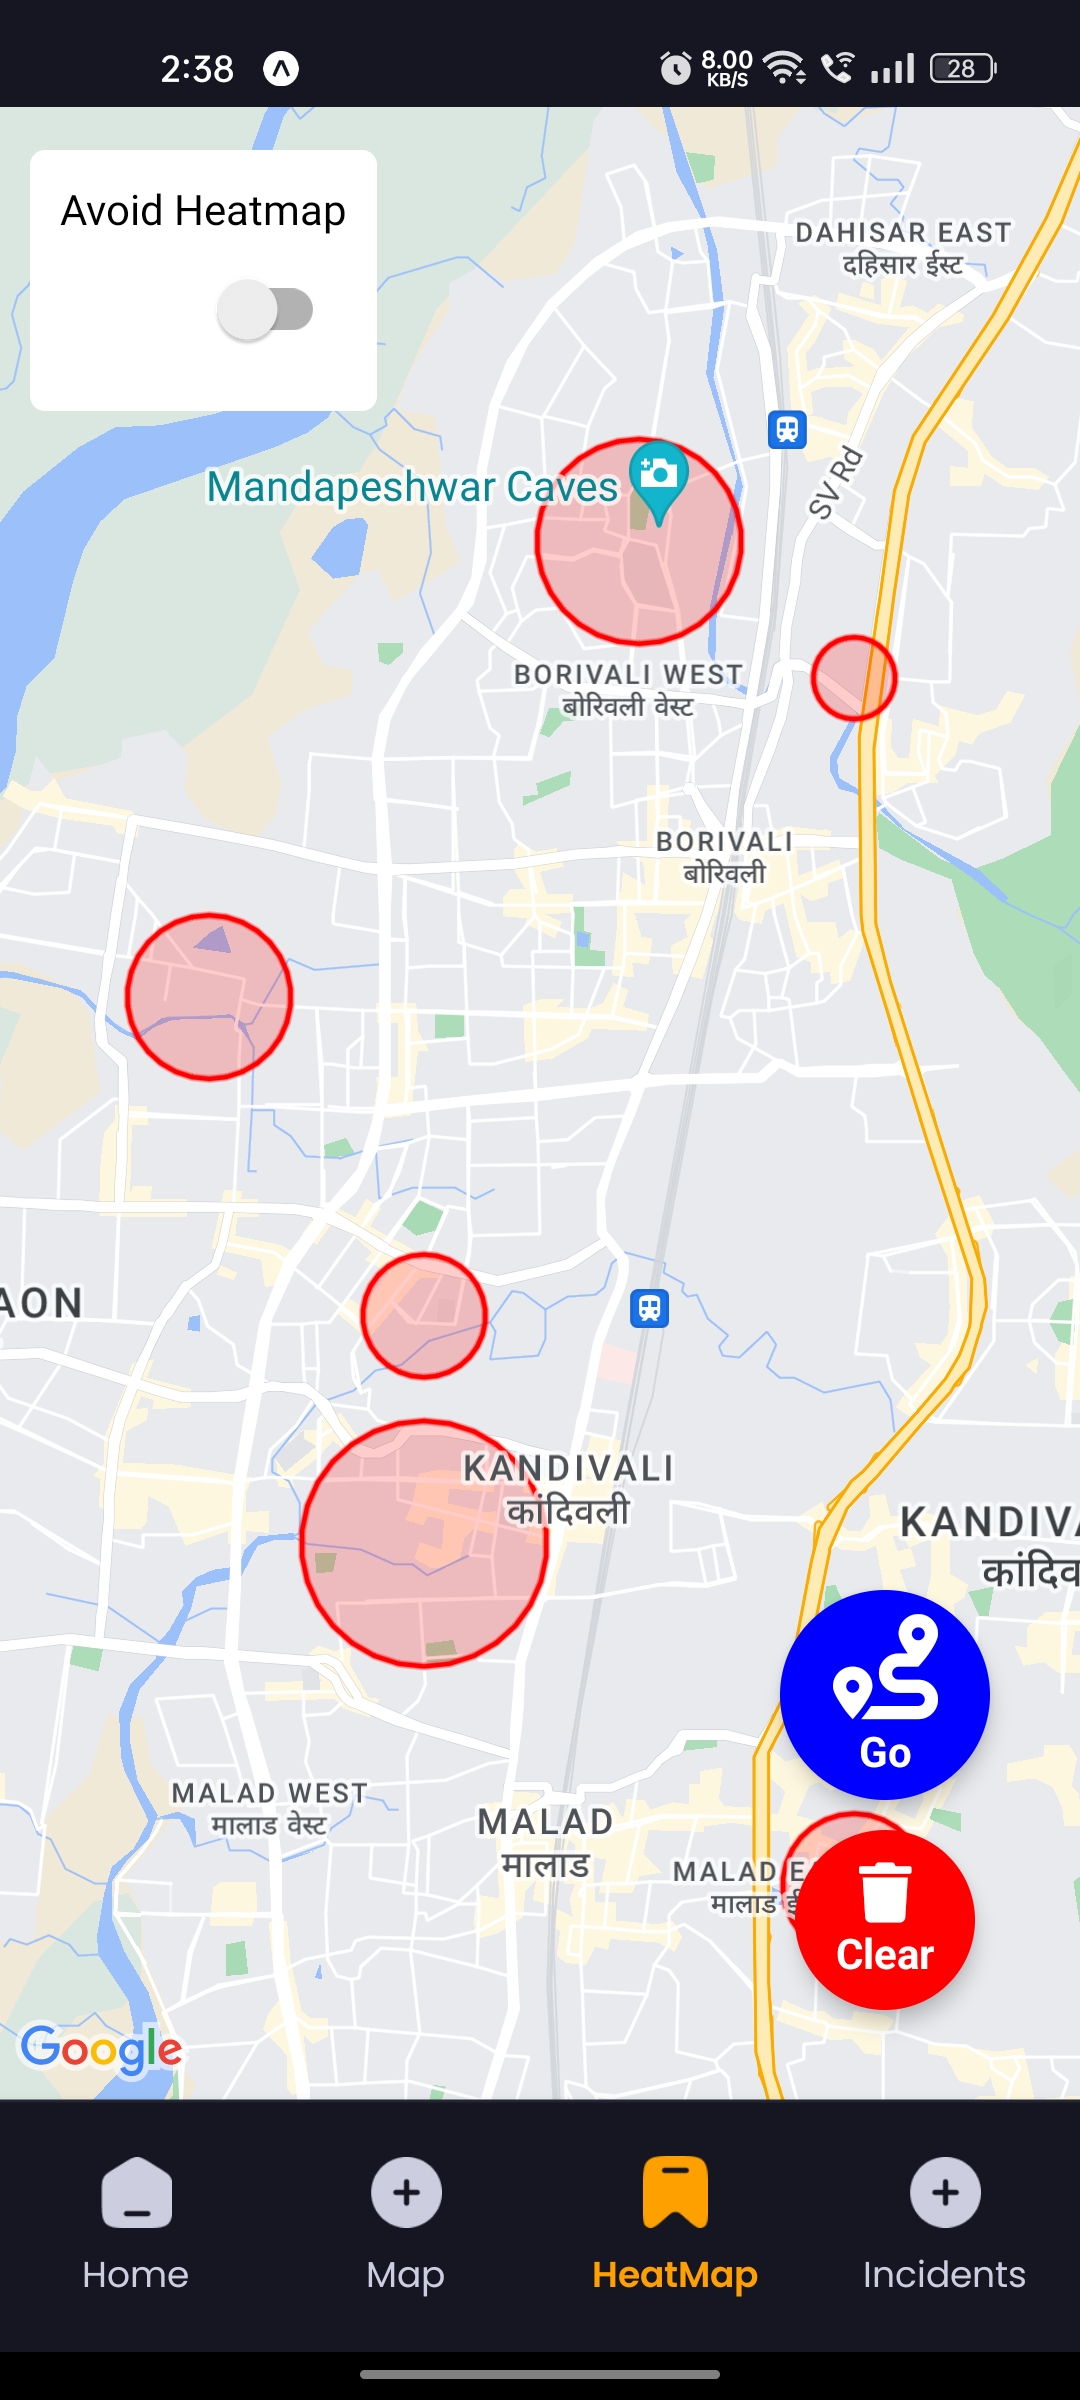 2:38
8.00
KB/S
28
Avoid Heatmap
DAHISAR EAST
दहिसार ईस्ट
SV Rd
Mandapeshwar Caves
BORIVALI WEST
बोरिवली वेस्ट
BORIVALI
बोरिवली
AON
KANDIVALI
कांदिवली
KANDIVA
कांदिव
Go
MALAD WEST
मालाड वेस्ट
MALAD
मालाड
MALAD EA
मालाड ई
Clear
Google
Home
Map
HeatMap
Incidents